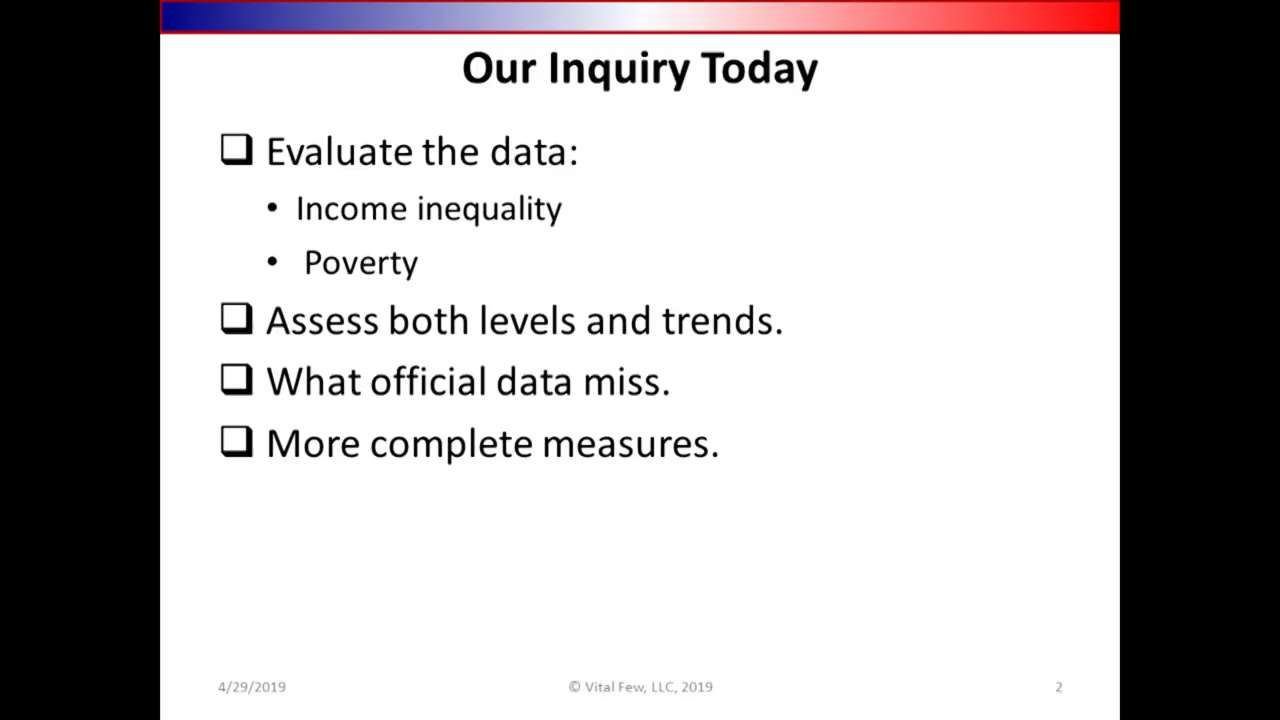 Our Inquiry Today
❑ Evaluate the data:
• Income inequality
• Poverty
❑ Assess both levels and trends.
❑ What official data miss.
❑ More complete measures.
4/29/2019 © Vital Few, LLC, 2019 2